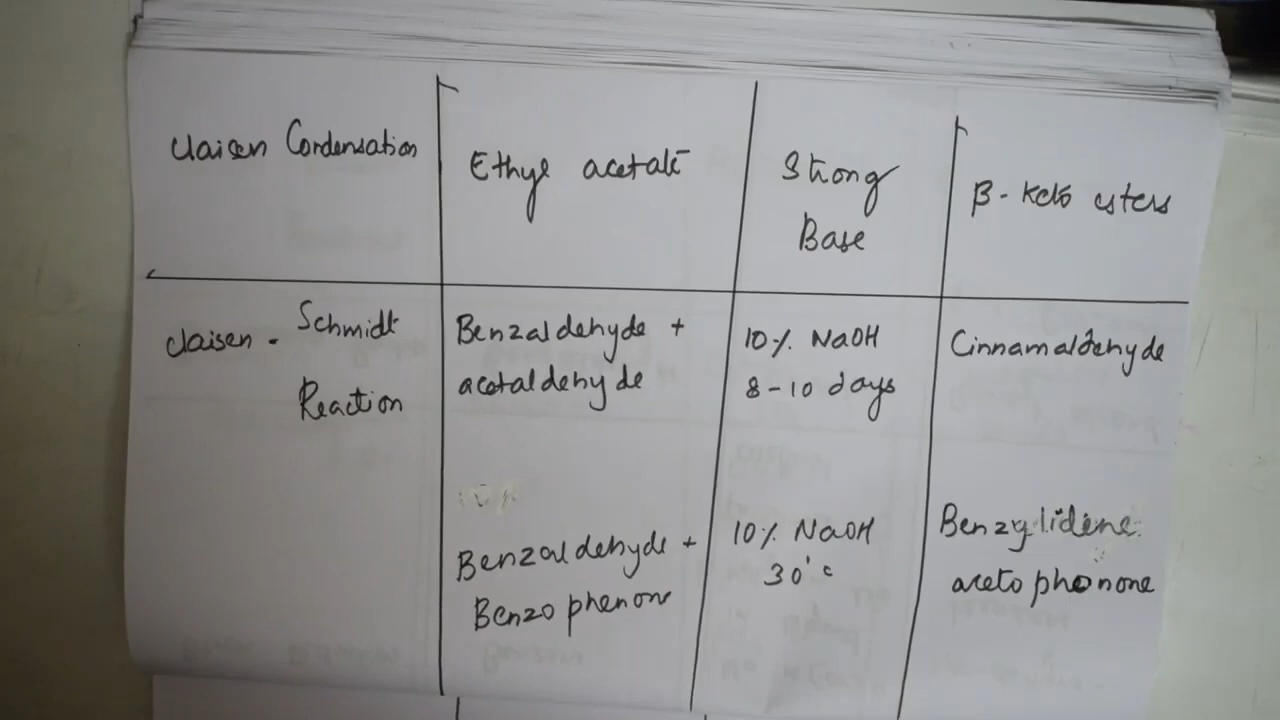 Claisen Condensation
Ethyl acetate
Strong
Base
β- keto esters
Claisen - Schmidt
Reaction
Benzaldehyde +
acetaldehyde
10% NaOH
8-10 days
Cinnamaldehyde
Benzaldehyde +
Benzophenone
10% NaOH
30°C
Benzylidene
acetophenone